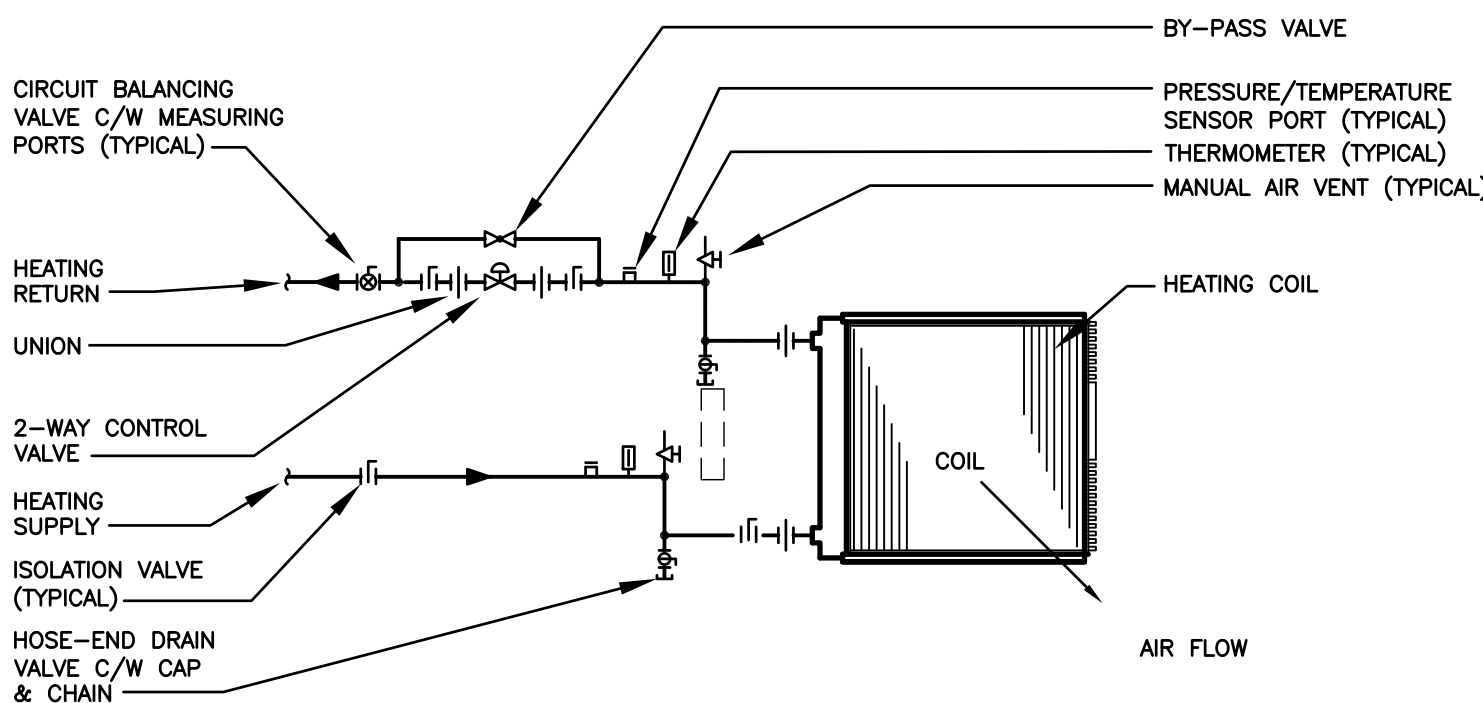 BY-PASS VALVE
CIRCUIT BALANCING
VALVE C/W MEASURING
PORTS (TYPICAL)
PRESSURE/TEMPERATURE
SENSOR PORT (TYPICAL)
THERMOMETER (TYPICAL)
MANUAL AIR VENT (TYPICAL)
HEATING
RETURN
HEATING COIL
UNION
2-WAY CONTROL
VALVE
COIL
HEATING
SUPPLY
ISOLATION VALVE
(TYPICAL)
HOSE-END DRAIN
VALVE C/W CAP
& CHAIN
AIR FLOW